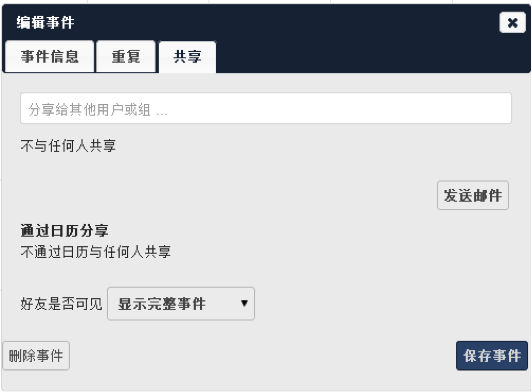 编辑事件
事件信息 重复 共享
分享给其他用户或组 ...
不与任何人共享
发送邮件
通过日历分享
不通过日历与任何人共享
好友是否可见 显示完整事件
删除事件 保存事件